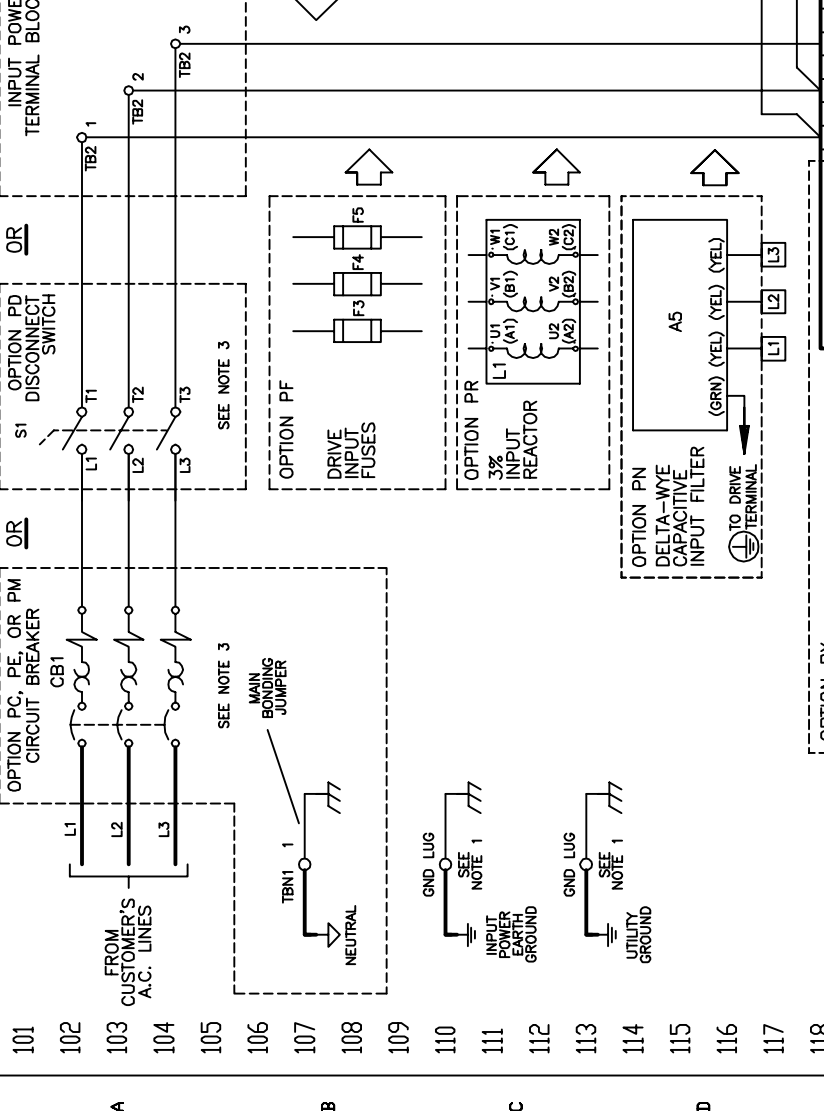 INPUT POWE
TERMINAL BLOC
TB2
1
TB2
2
TB2
3
OR
OPTION PD
DISCONNECT
SWITCH
S1
L1
T1
L2
T2
L3
T3
SEE NOTE 3
OR
OPTION PC, PE, OR PM
CIRCUIT BREAKER
CB1
SEE NOTE 3
L1
L2
L3
FROM
CUSTOMER'S
A.C. LINES
MAIN
BONDING
JUMPER
TBN1
1
NEUTRAL
GND LUG
SEE
NOTE 1
INPUT
POWER
EARTH
GROUND
GND LUG
SEE
NOTE 1
UTILITY
GROUND
OPTION PF
DRIVE
INPUT
FUSES
F3
F4
F5
OPTION PR
3%
INPUT
REACTOR
L1
U1
(A1)
V1
(B1)
W1
(C1)
U2
(A2)
V2
(B2)
W2
(C2)
OPTION PN
DELTA-WYE
CAPACITIVE
INPUT FILTER
A5
(GRN) (YEL) (YEL) (YEL)
L1
L2
L3
TO DRIVE
TERMINAL
101
102
103
104
105
106
107
108
109
110
111
112
113
114
115
116
117
118
A
B
C
D